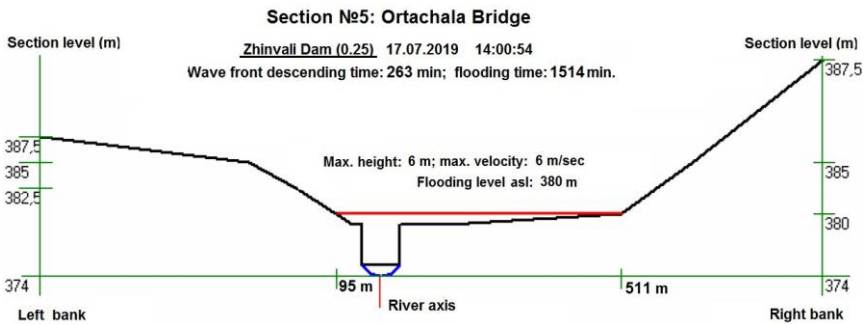 Section №5: Ortachala Bridge
Section level (m)
Zhinvali Dam (0.25) 17.07.2019 14:00:54
Section level (m)
Wave front descending time: 263 min; flooding time: 1514 min.
387,5
387,5
385
Max. height: 6 m; max. velocity: 6 m/sec
385
382,5
Flooding level asl: 380 m
380
374
95 m
511 m
374
River axis
Left bank
Right bank